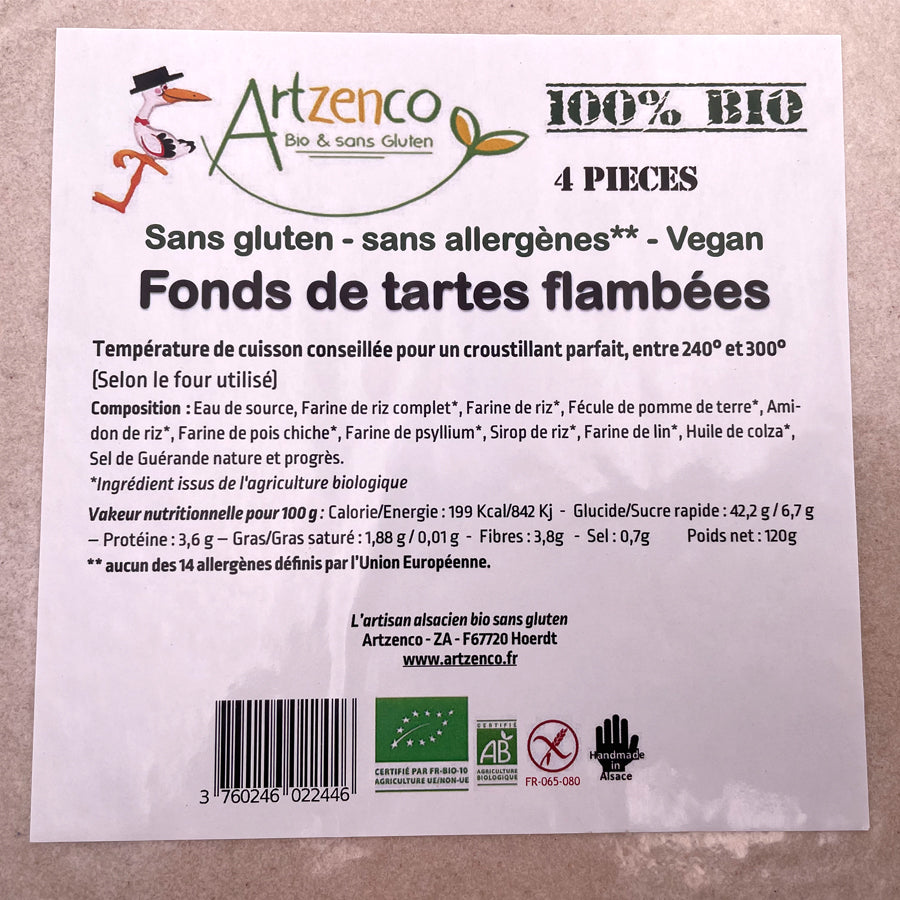 Artzenco
Bio & sans Gluten
100% BIO
4 PIECES
Sans gluten - sans allergènes** - Vegan
Fonds de tartes flambées
Température de cuisson conseillée pour un croustillant parfait, entre 240° et 300°
(Selon le four utilisé)
Composition : Eau de source, Farine de riz complet*, Farine de riz*, Fécule de pomme de terre*, Ami-
don de riz*, Farine de pois chiche*, Farine de psyllium*, Sirop de riz*, Farine de lin*, Huile de colza*,
Sel de Guérande nature et progrès.
*Ingrédient issus de l'agriculture biologique
Vakeur nutritionnelle pour 100 g : Calorie/Energie : 199 Kcal/842 Kj - Glucide/Sucre rapide : 42,2 g / 6,7 g
– Protéine : 3,6 g – Gras/Gras saturé : 1,88 g / 0,01 g - Fibres : 3,8g - Sel : 0,7g Poids net : 120g
** aucun des 14 allergènes définis par l'Union Européenne.
L'artisan alsacien bio sans gluten
Artzenco - ZA - F67720 Hoerdt
www.artzenco.fr
3 760246 022446
CERTIFIÉ PAR FR-BIO-10
AGRICULTURE UE/NON-UE
CERTIFIÉ
AB
AGRICULTURE
BIOLOGIQUE
FR-065-080
Handmade
in
Alsace